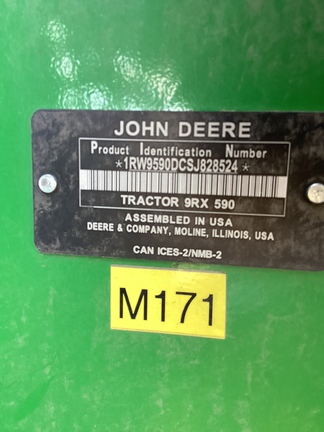 JOHN DEERE
Product Identification Number
*1RW9590DCSJ828524*
TRACTOR 9RX 590
ASSEMBLED IN USA
DEERE & COMPANY, MOLINE, ILLINOIS, USA
CAN ICES-2/NMB-2
M171